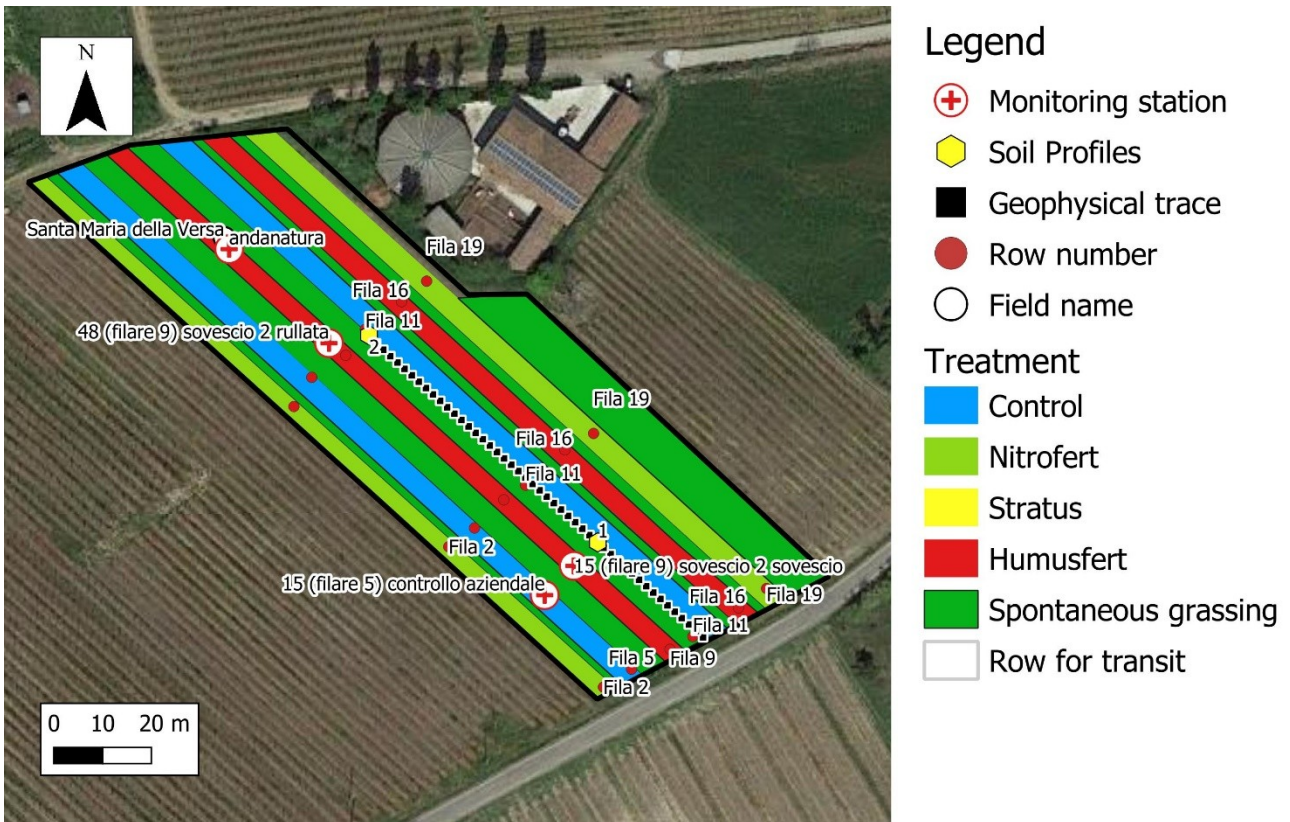 N
Santa Maria della Versa
andanatura
Fila 19
Fila 16
Fila 11
48 (filare 9) sovescio 2 rullata
2
Fila 19
Fila 16
Fila 11
1
Fila 2
15 (filare 9) sovescio 2 sovescio
15 (filare 5) controllo aziendale
Fila 16
Fila 19
Fila 11
Fila 5
Fila 9
Fila 2
0 10 20 m
Legend
Monitoring station
Soil Profiles
Geophysical trace
Row number
Field name
Treatment
Control
Nitrofert
Stratus
Humusfert
Spontaneous grassing
Row for transit